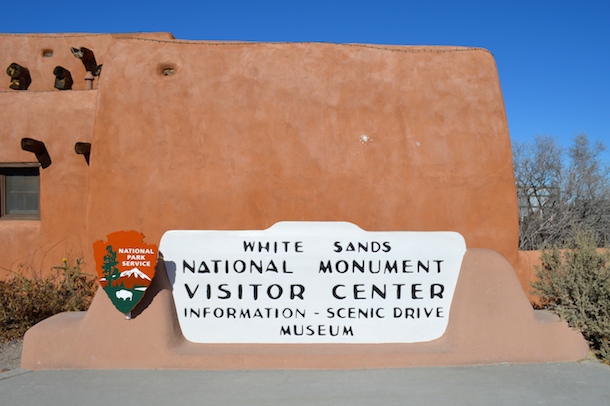 NATIONAL
PARK
SERVICE
WHITE SANDS
NATIONAL MONUMENT
VISITOR CENTER
INFORMATION - SCENIC DRIVE
MUSEUM